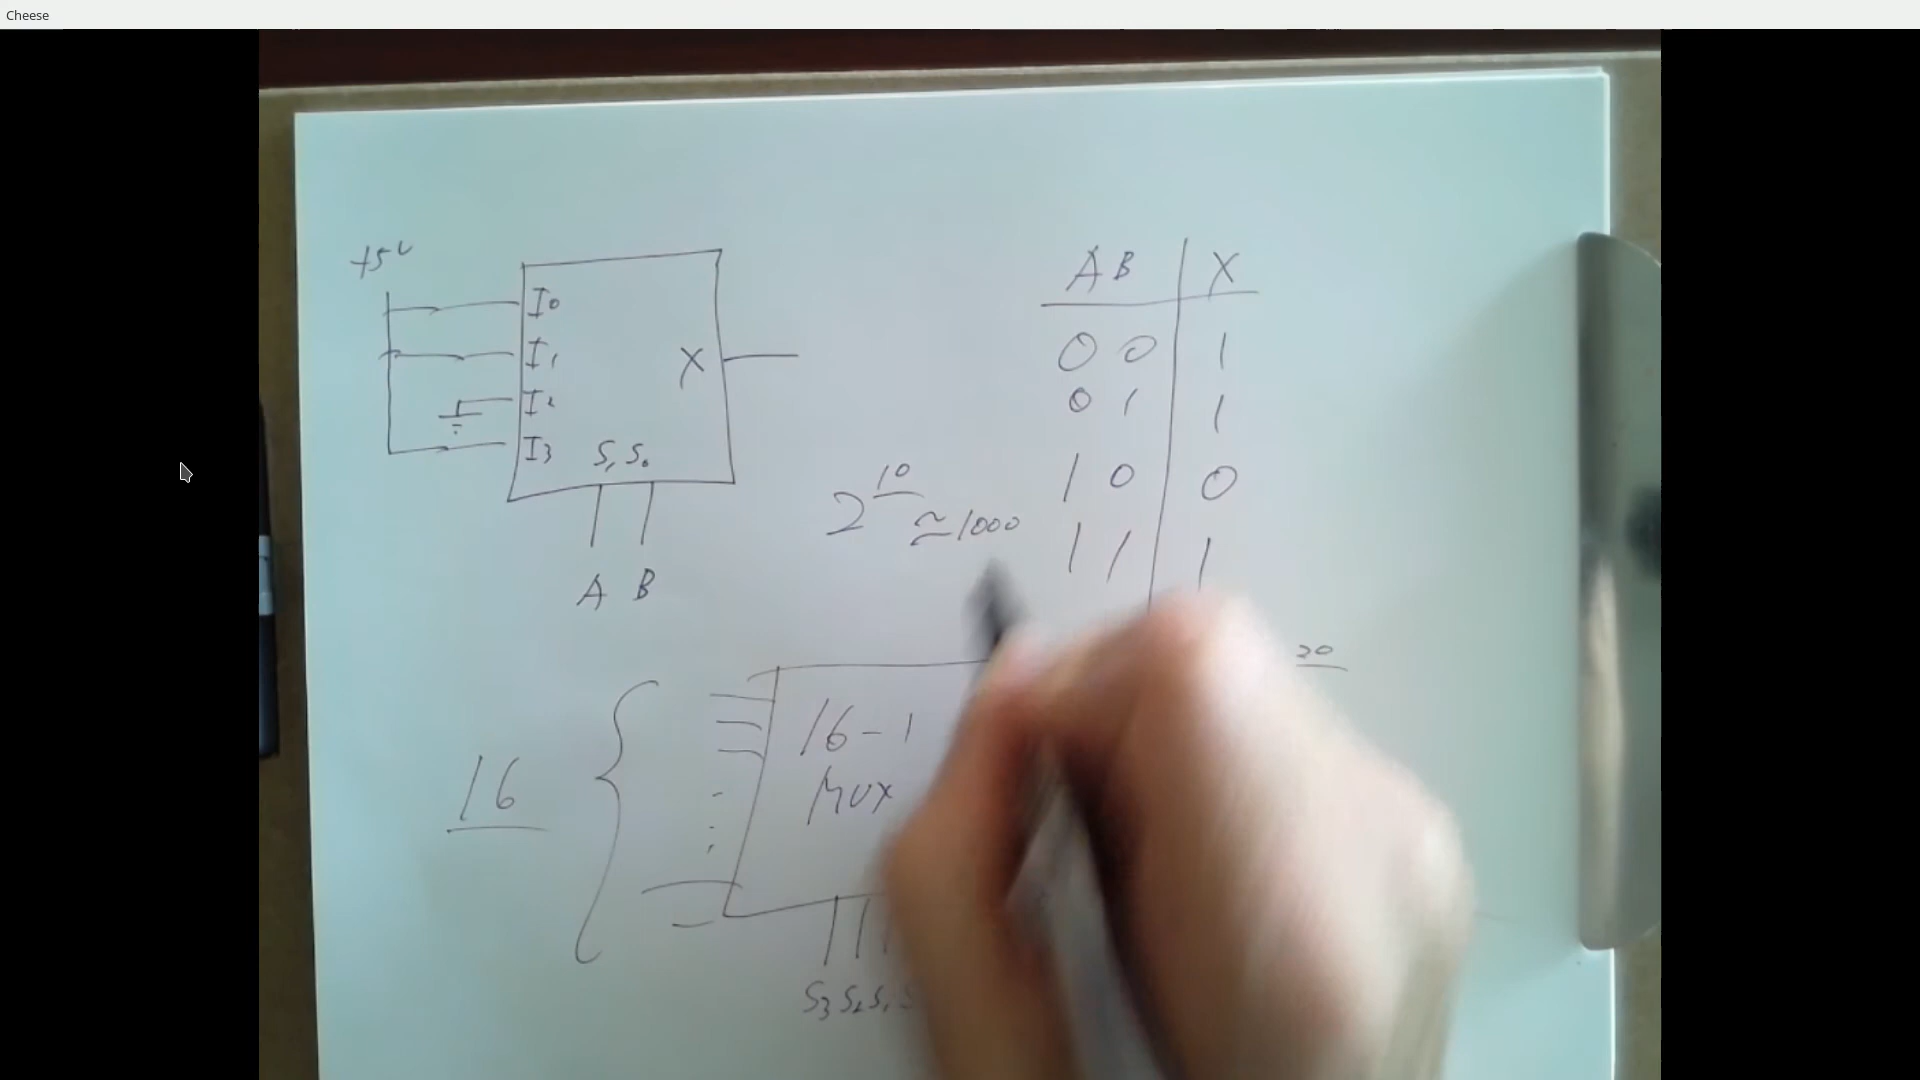 Cheese
+5V
I0
I1
I2
I3
X
S1 S0
A B
A B X
0 0 1
0 1 1
1 0 0
1 1 1
2^10 ≃1000
20
16
16-1
MUX
S3 S2 S1